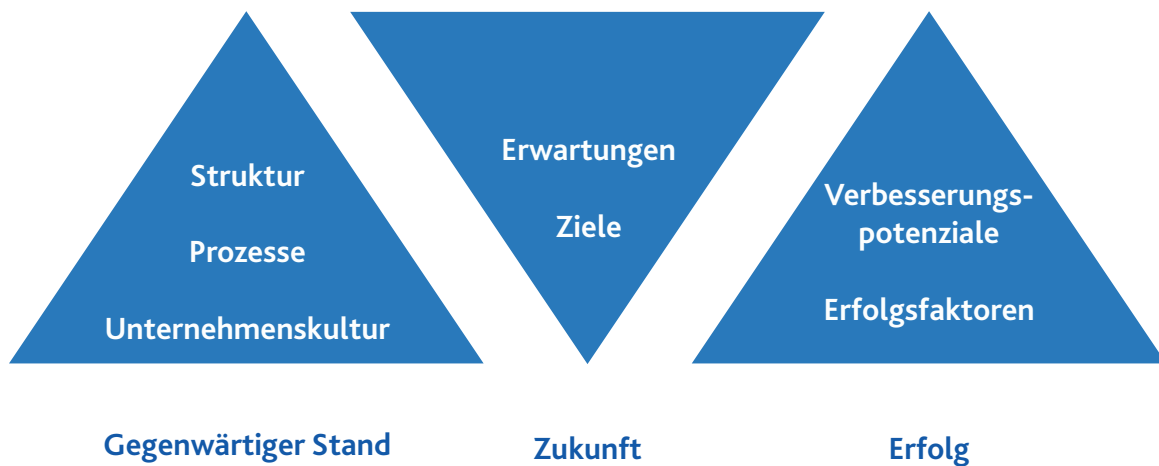 Struktur
Prozesse
Unternehmenskultur
Erwartungen
Ziele
Verbesserungs-
potenziale
Erfolgsfaktoren
Gegenwärtiger Stand
Zukunft
Erfolg